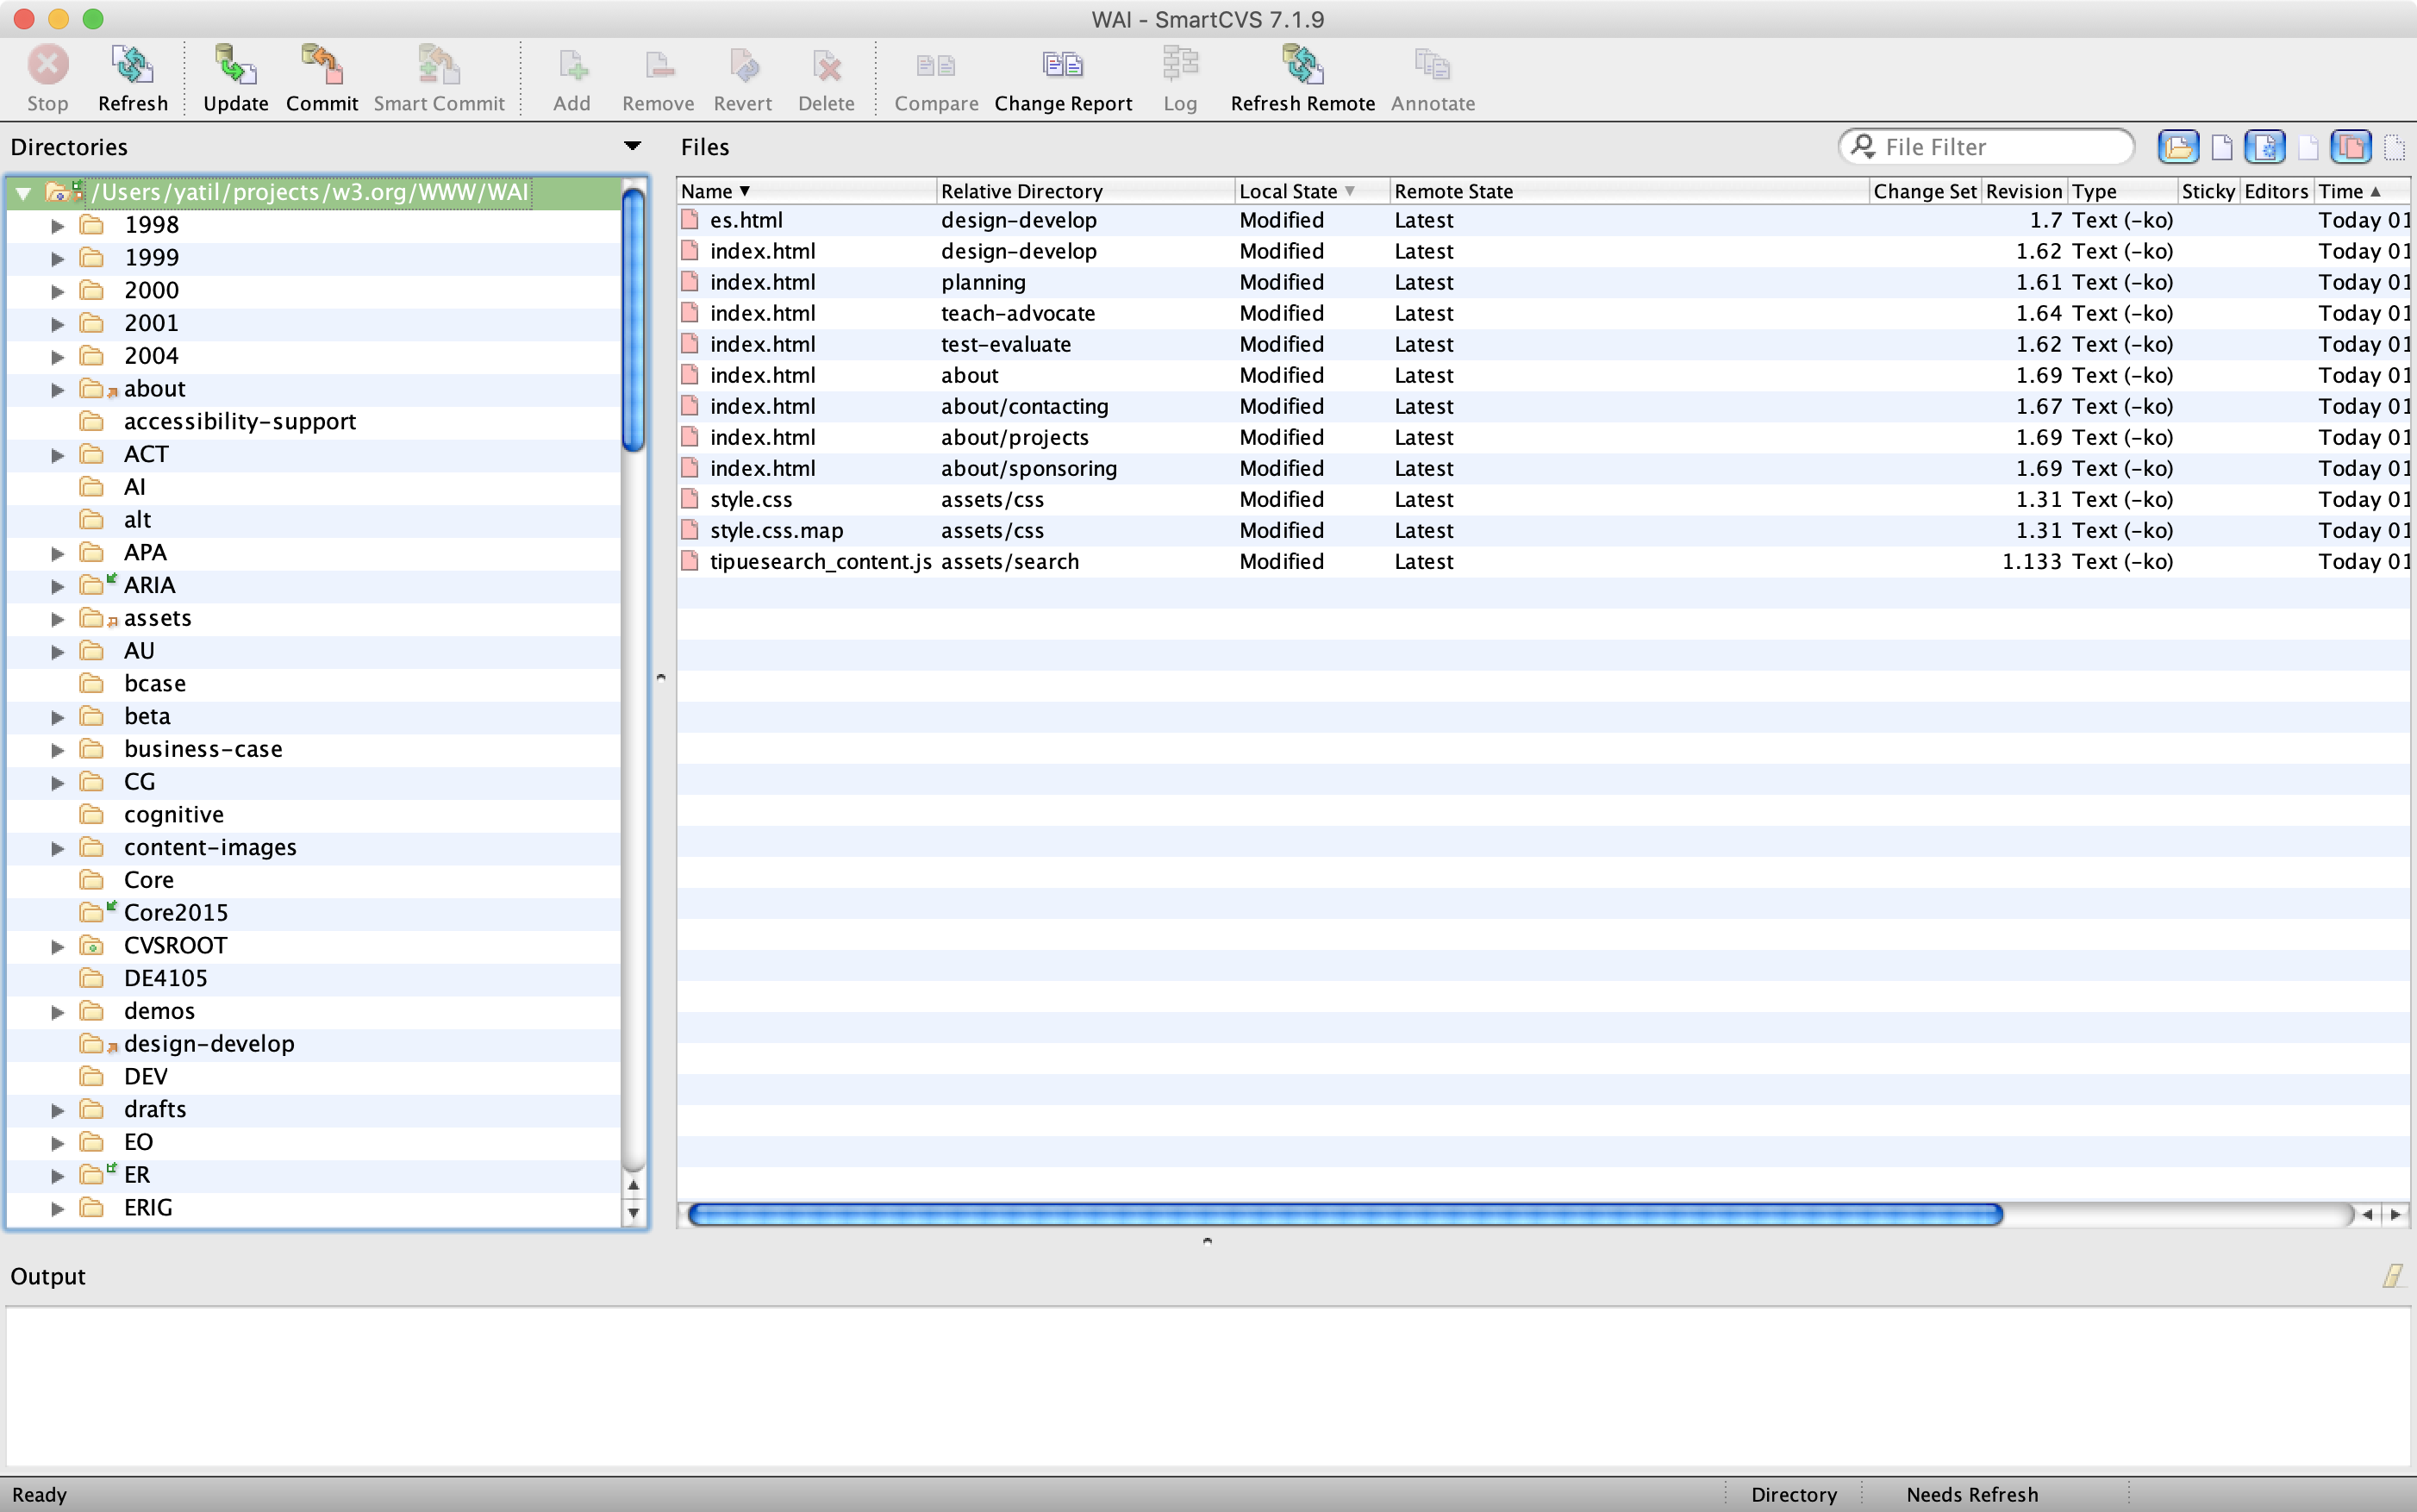 WAI - SmartCVS 7.1.9
Stop Refresh Update Commit Smart Commit Add Remove Revert Delete Compare Change Report Log Refresh Remote Annotate
Directories
/Users/yatil/projects/w3.org/WWW/WAI
1998
1999
2000
2001
2004
about
accessibility-support
ACT
AI
alt
APA
ARIA
assets
AU
bcase
beta
business-case
CG
cognitive
content-images
Core
Core2015
CVSROOT
DE4105
demos
design-develop
DEV
drafts
EO
ER
ERIG
Files
File Filter
Name Relative Directory Local State Remote State Change Set Revision Type Sticky Editors Time
es.html design-develop Modified Latest 1.7 Text (-ko) Today 01
index.html design-develop Modified Latest 1.62 Text (-ko) Today 01
index.html planning Modified Latest 1.61 Text (-ko) Today 01
index.html teach-advocate Modified Latest 1.64 Text (-ko) Today 01
index.html test-evaluate Modified Latest 1.62 Text (-ko) Today 01
index.html about Modified Latest 1.69 Text (-ko) Today 01
index.html about/contacting Modified Latest 1.67 Text (-ko) Today 01
index.html about/projects Modified Latest 1.69 Text (-ko) Today 01
index.html about/sponsoring Modified Latest 1.69 Text (-ko) Today 01
style.css assets/css Modified Latest 1.31 Text (-ko) Today 01
style.css.map assets/css Modified Latest 1.31 Text (-ko) Today 01
tipuesearch_content.js assets/search Modified Latest 1.133 Text (-ko) Today 01
Output
Ready Directory Needs Refresh